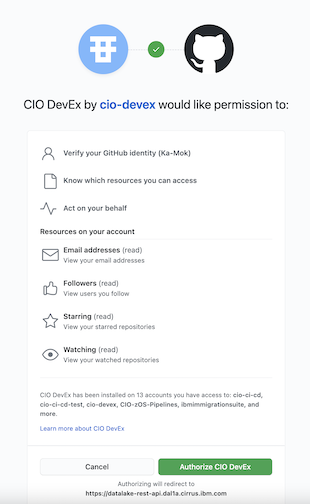 CIO DevEx by cio-devex would like permission to:
Verify your GitHub identity (Ka-Mok)
Know which resources you can access
Act on your behalf
Resources on your account
Email addresses (read)
View your email addresses
Followers (read)
View users you follow
Starring (read)
View your starred repositories
Watching (read)
View your watched repositories
CIO DevEx has been installed on 13 accounts you have access to: cio-ci-cd,
cio-ci-cd-test, cio-devex, CIO-zOS-Pipelines, ibmimmigrationsuite, and
more.
Learn more about CIO DevEx
Cancel
Authorize CIO DevEx
Authorizing will redirect to
https://datalake-rest-api.dal1a.cirrus.ibm.com